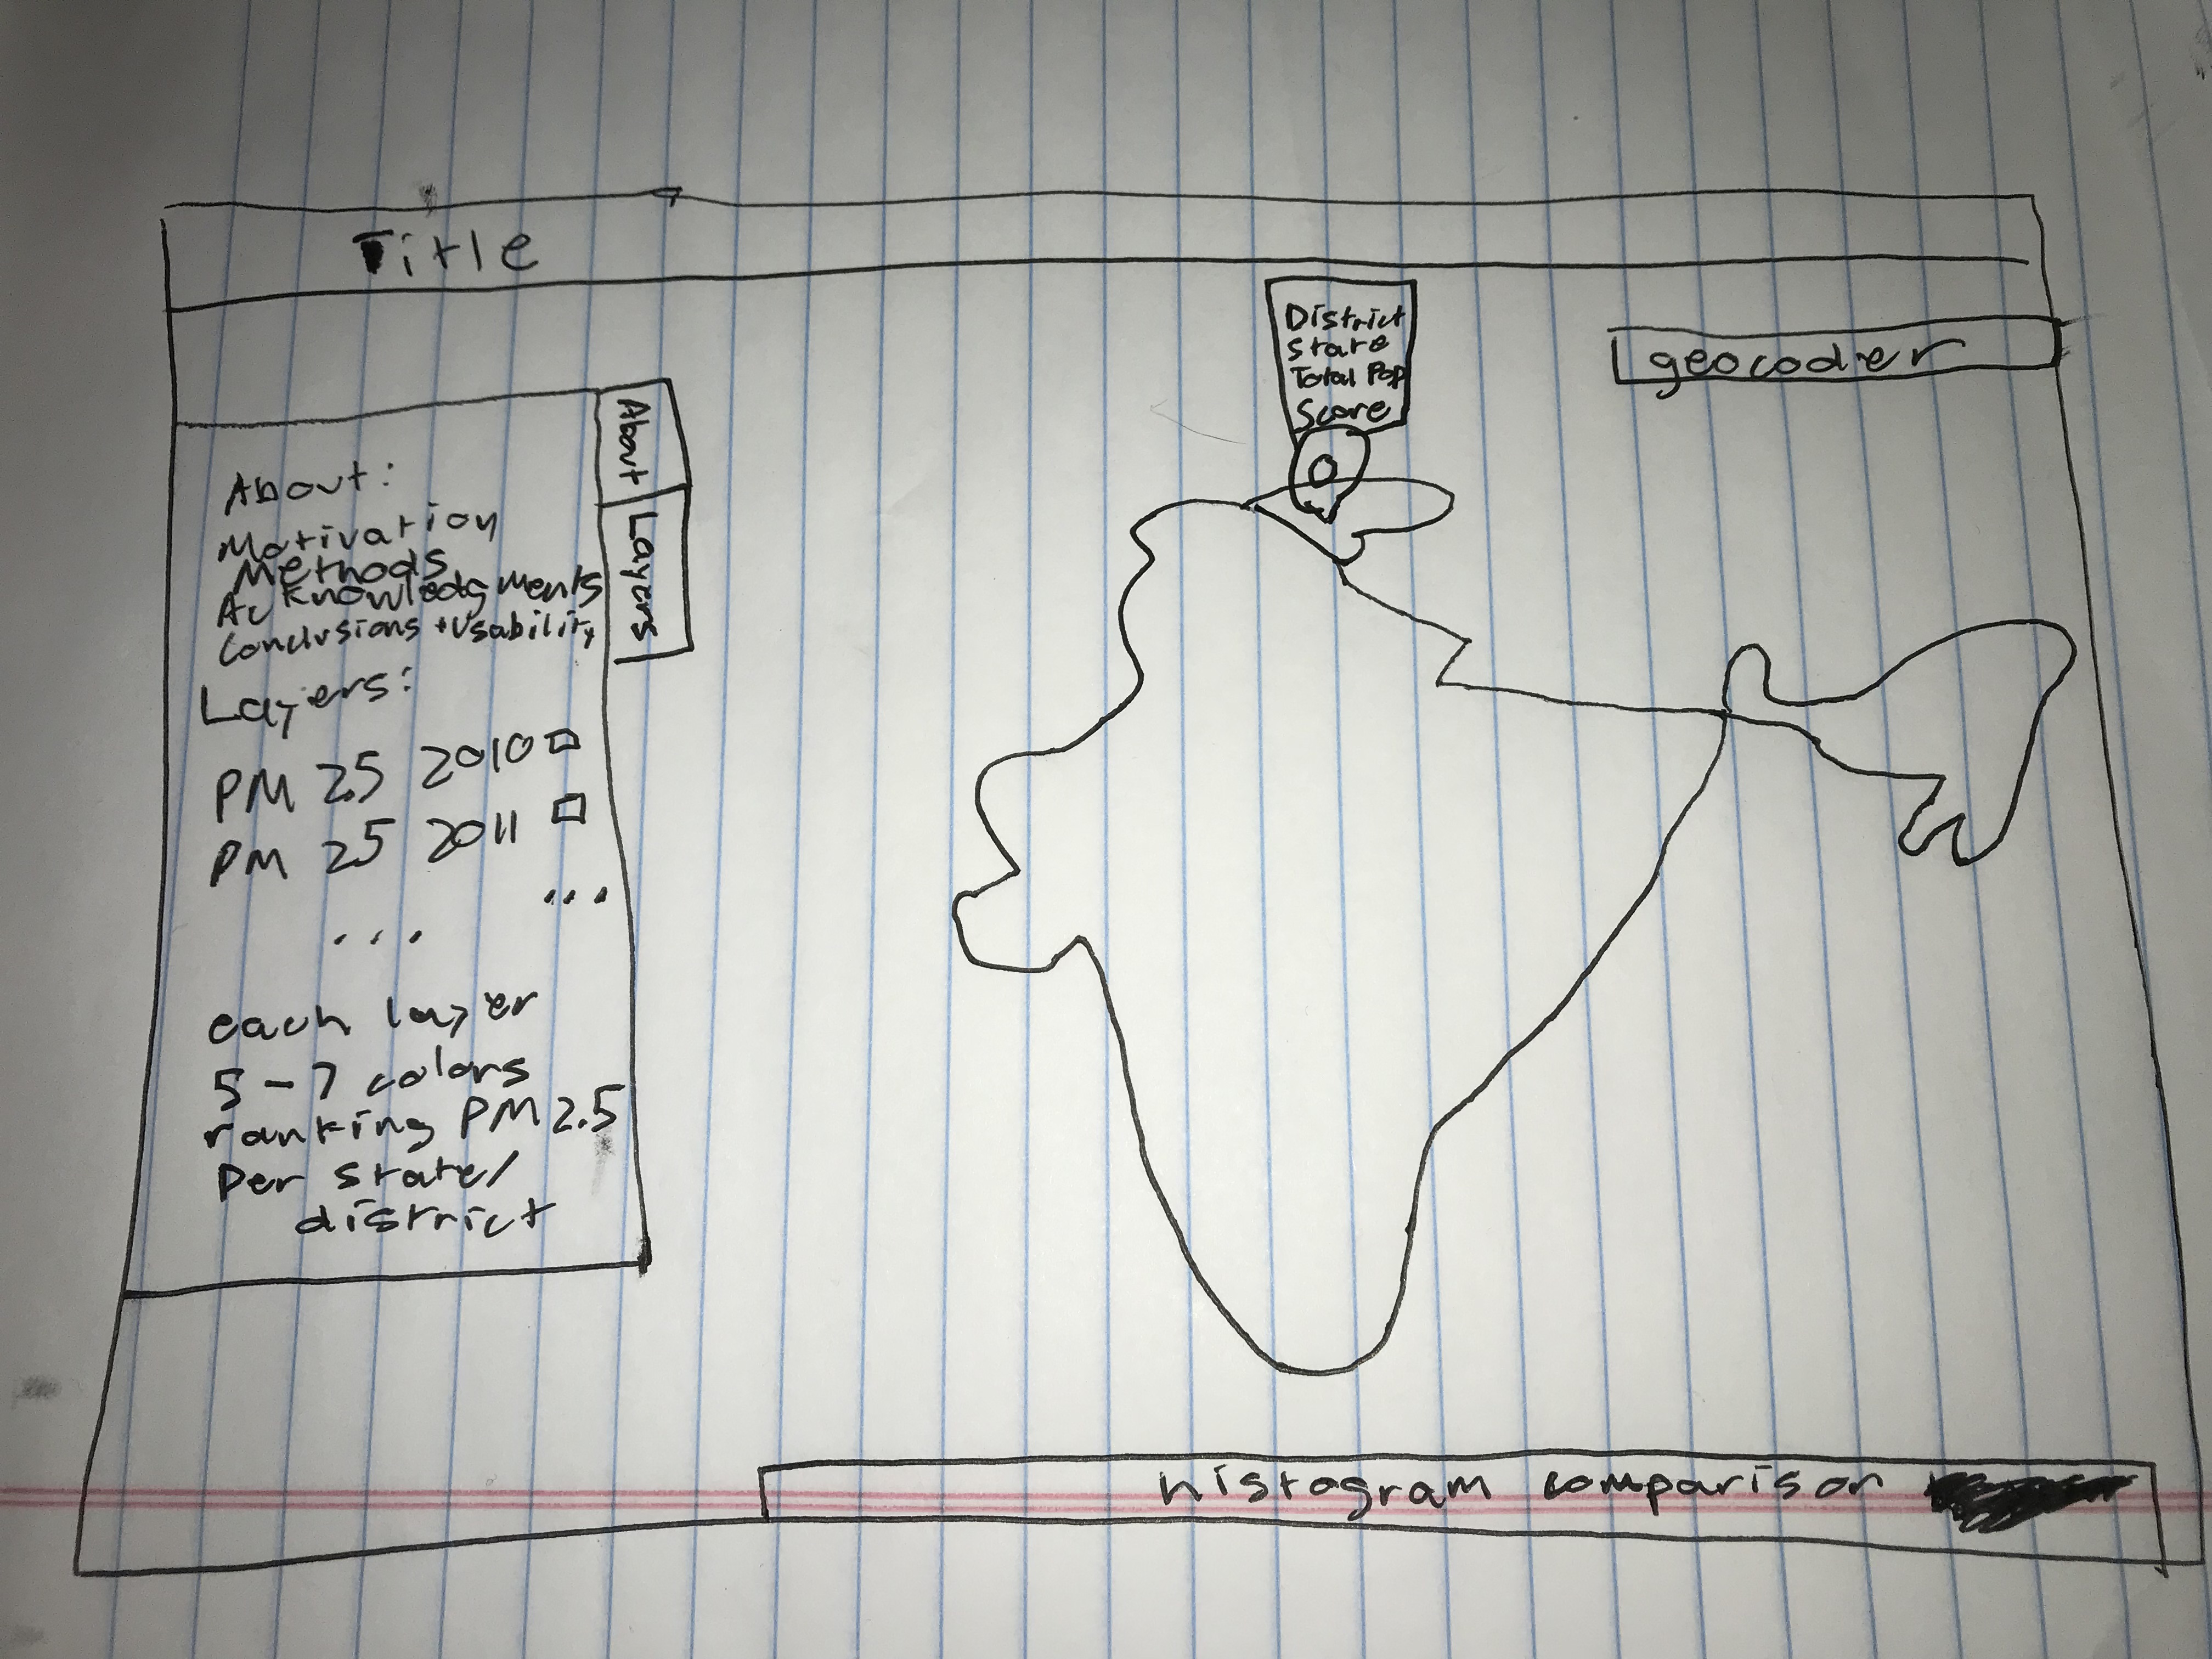 Title
District
State
Total Pop
Score
geocoder
About
Layers
About:
Motivation
Methods
Acknowledgments
Conclusions + Usability
Layers:
PM 2.5 2010
PM 2.5 2011
...
...
each layer
5-7 colors
ranking PM 2.5
Per state/
district
histogram comparison